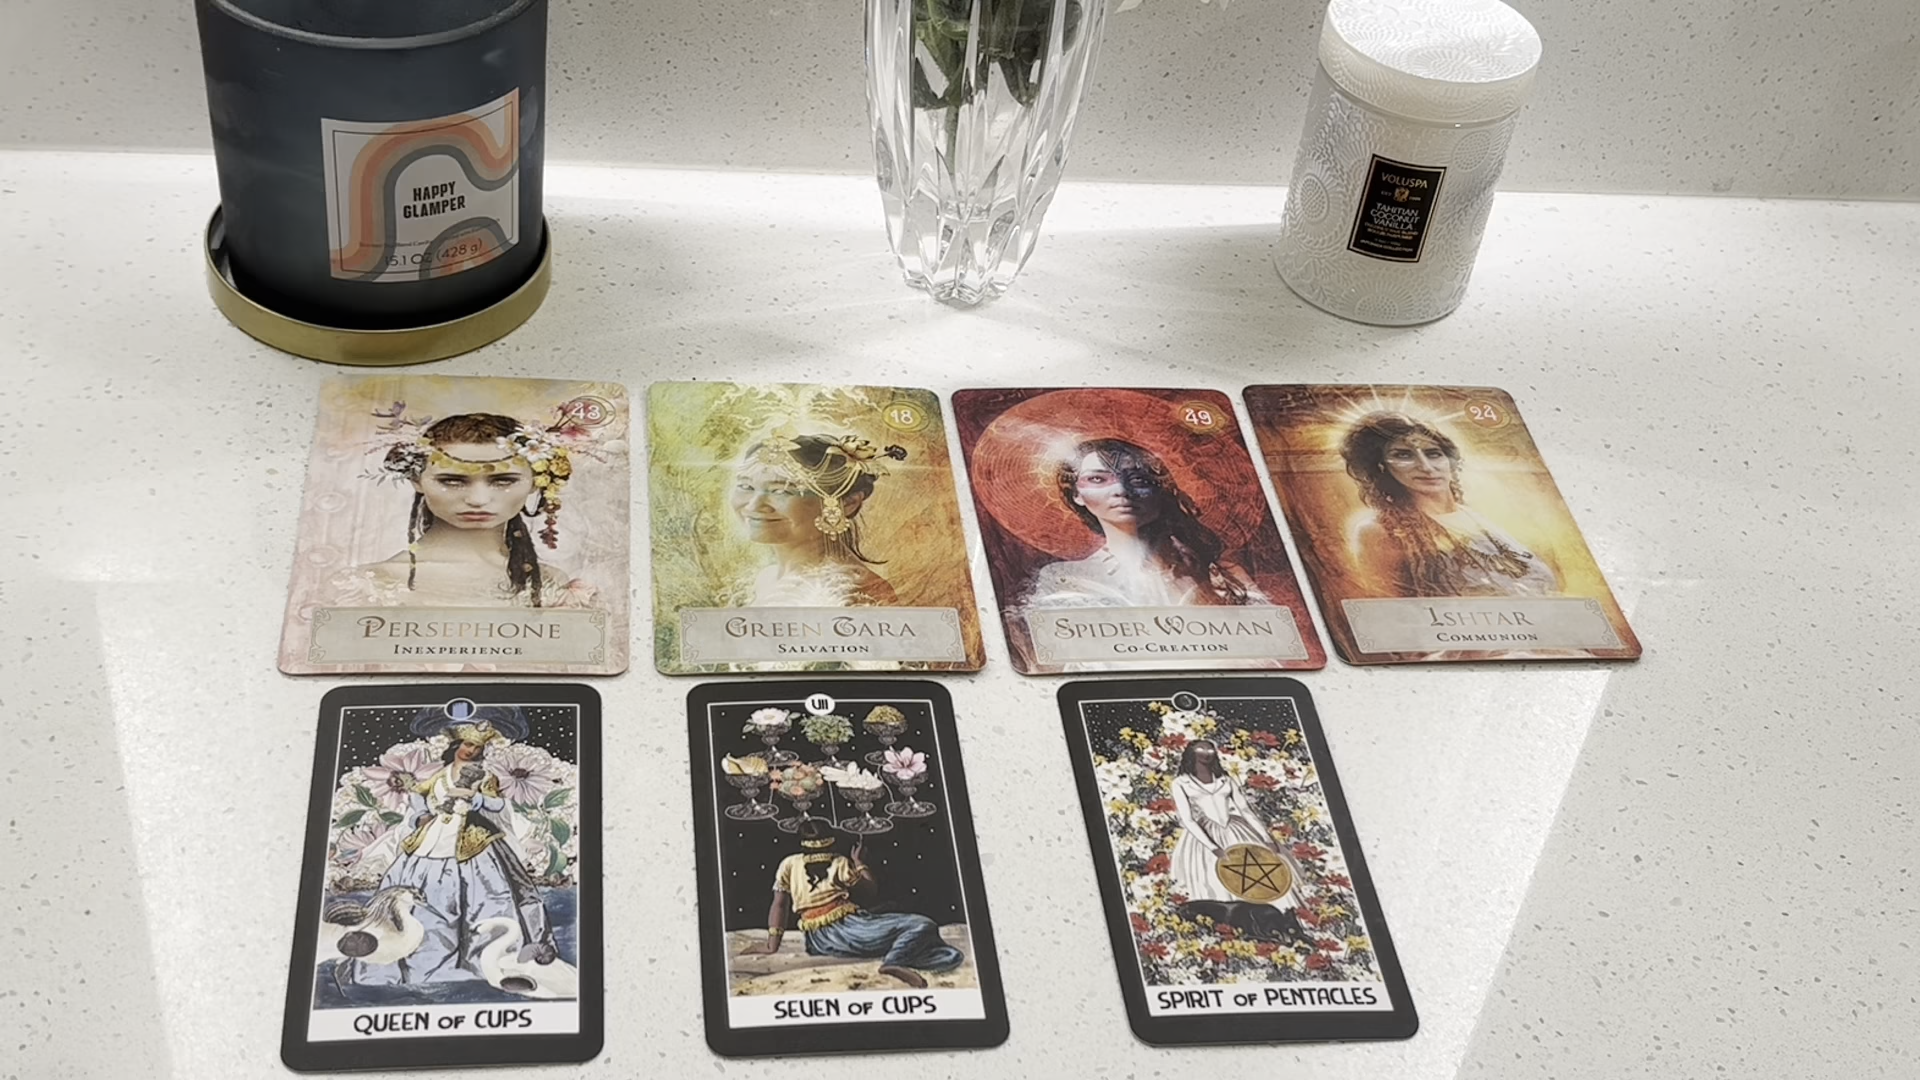 HAPPY
GLAMPER
15.1 OZ (428 g)
VOLUSPA
TAHITIAN
COCONUT
VANILLA
43
PERSEPHONE
INEXPERIENCE
18
GREEN TARA
SALVATION
49
SPIDER WOMAN
CO-CREATION
24
ISHTAR
COMMUNION
QUEEN OF CUPS
VII
SEVEN OF CUPS
SPIRIT OF PENTACLES